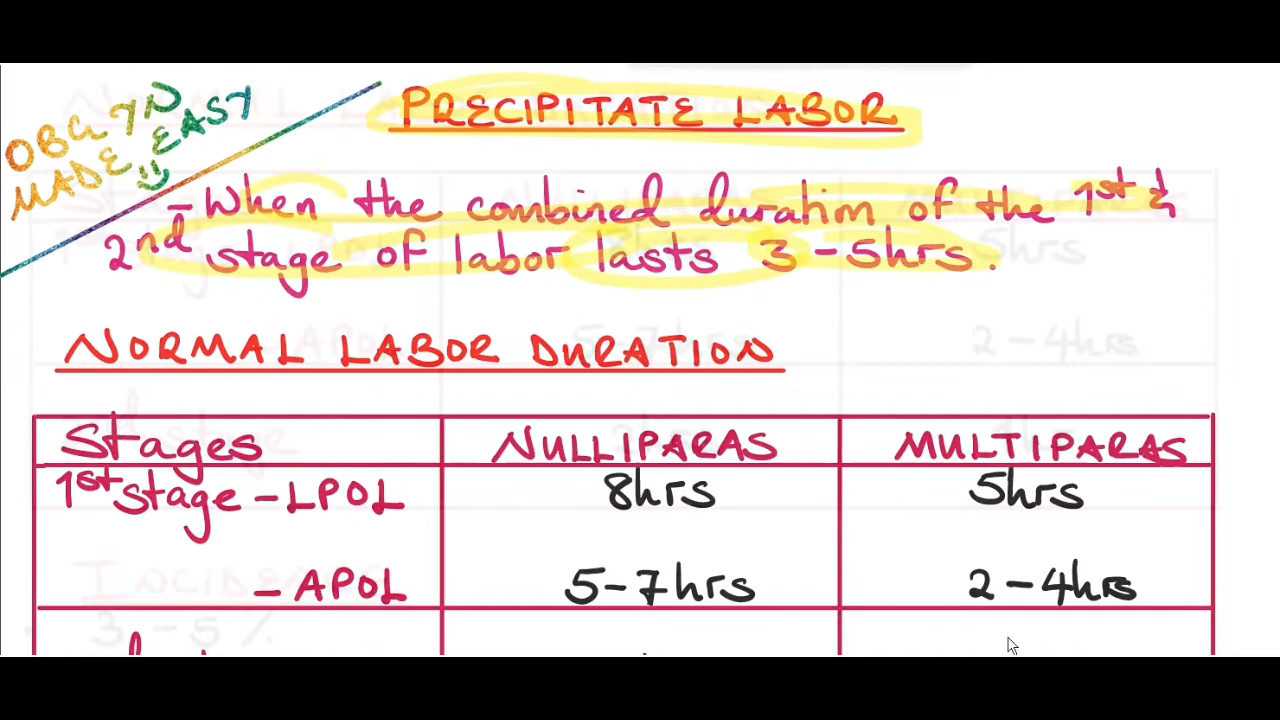 OBGYN
MADE EASY
PRECIPITATE LABOR
- When the combined duration of the 1st &
2nd stage of labor lasts 3-5hrs.
NORMAL LABOR DURATION
Stages NULLIPARAS MULTIPARAS
1st stage - LPOL 8hrs 5hrs
- APOL 5-7hrs 2-4hrs